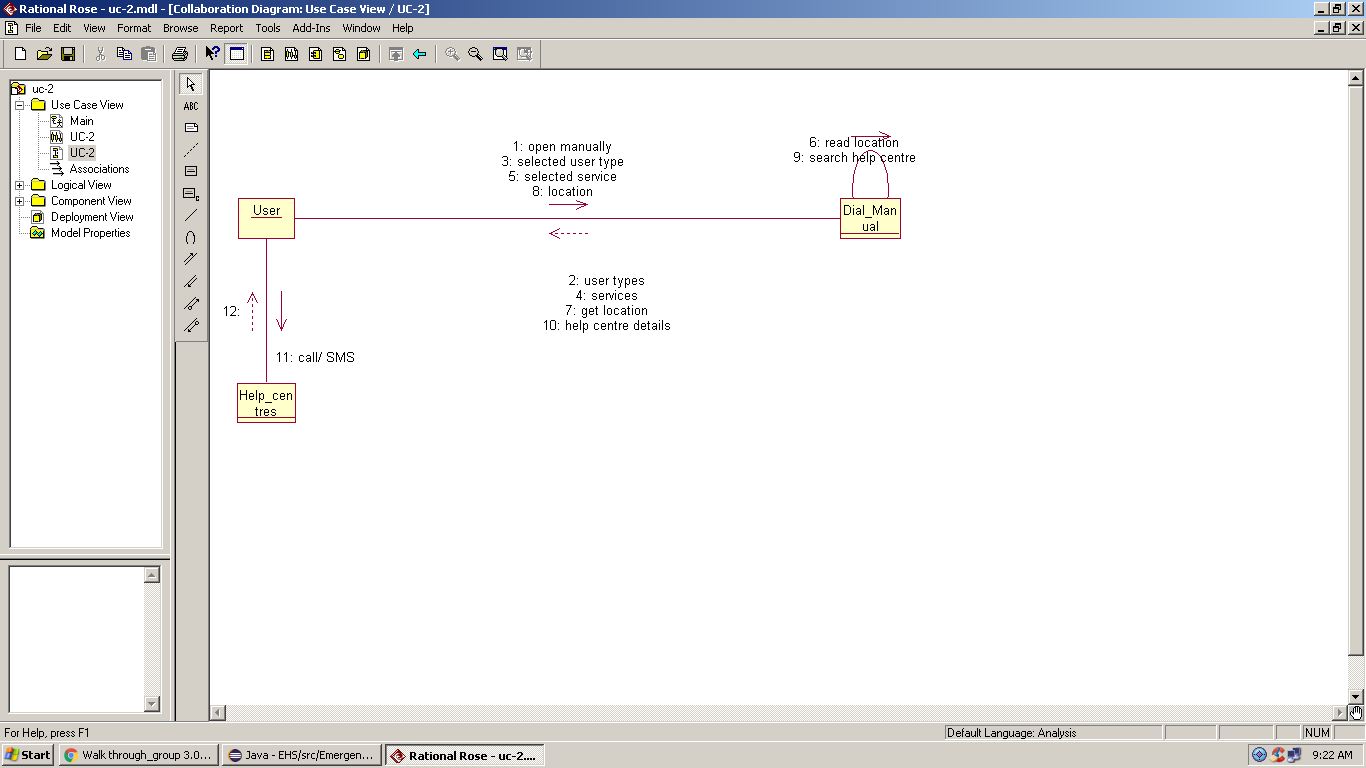 Rational Rose - uc-2.mdl - [Collaboration Diagram: Use Case View / UC-2]
File Edit View Format Browse Report Tools Add-Ins Window Help
uc-2
Use Case View
Main
UC-2
UC-2
Associations
Logical View
Component View
Deployment View
Model Properties
ABC
1: open manually
3: selected user type
5: selected service
8: location
6: read location
9: search help centre
User
Dial_Man
ual
2: user types
4: services
7: get location
10: help centre details
12:
11: call/ SMS
Help_cen
tres
For Help, press F1
Default Language: Analysis
NUM
Start
Walk through_group 3.0...
Java - EHS/src/Emergen...
Rational Rose - uc-2....
9:22 AM